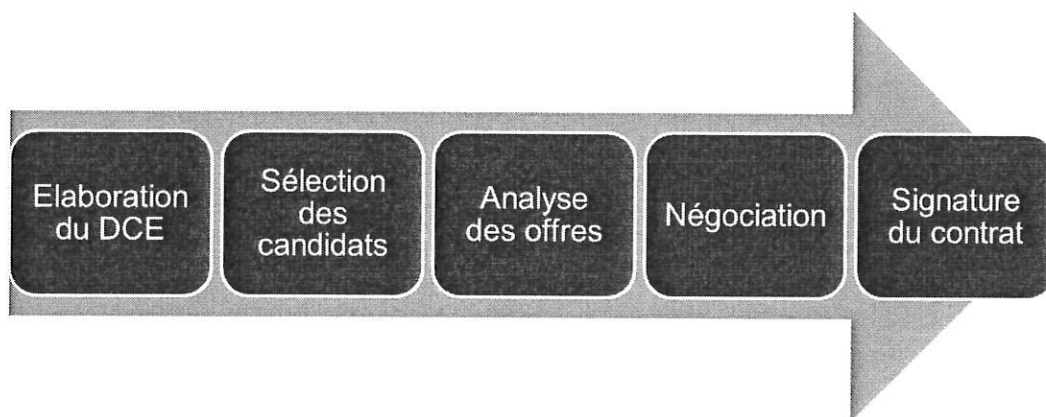 Elaboration
du DCE
Sélection
des
candidats
Analyse
des offres
Négociation
Signature
du contrat